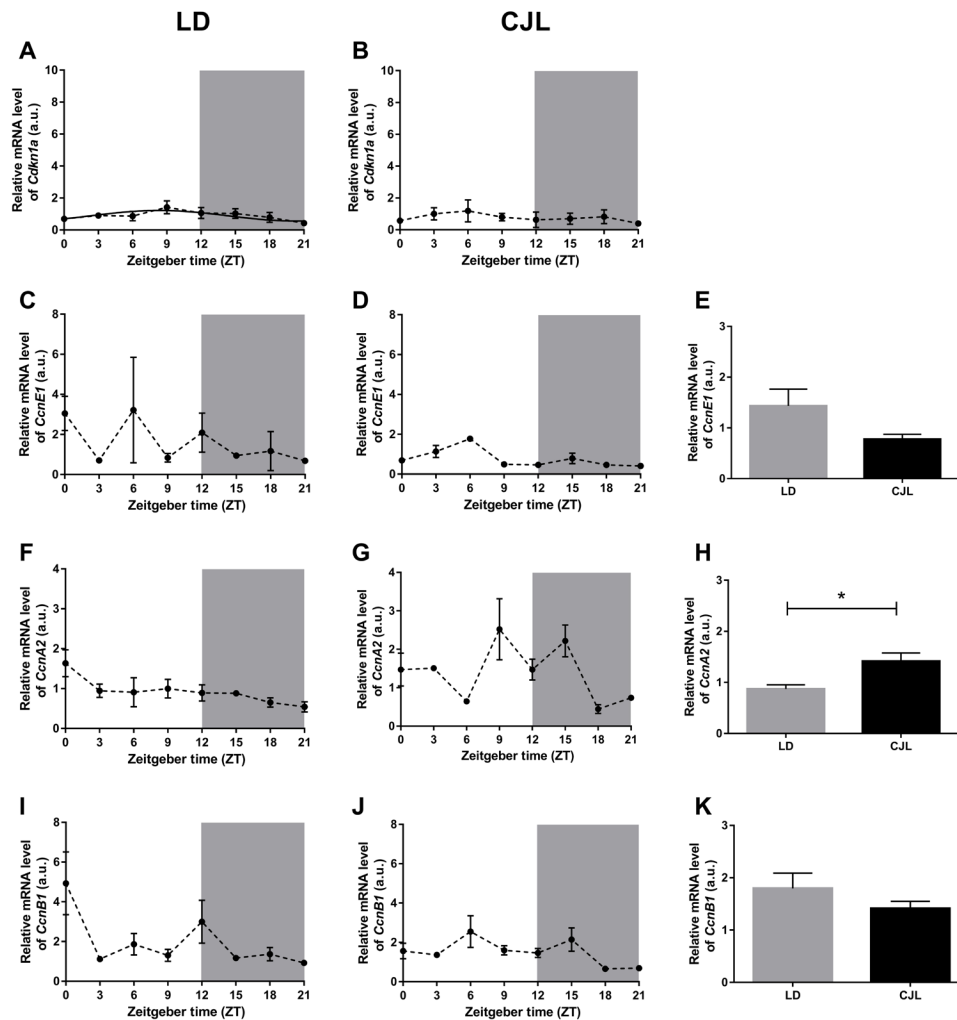 LD
CJL
A
Relative mRNA level
of Cdkn1a (a.u.)
10
8
6
4
2
0
0 3 6 9 12 15 18 21
Zeitgeber time (ZT)
B
Relative mRNA level
of Cdkn1a (a.u.)
10
8
6
4
2
0
0 3 6 9 12 15 18 21
Zeitgeber time (ZT)
C
Relative mRNA level
of CcnE1 (a.u.)
8
6
4
2
0
0 3 6 9 12 15 18 21
Zeitgeber time (ZT)
D
Relative mRNA level
of CcnE1 (a.u.)
8
6
4
2
0
0 3 6 9 12 15 18 21
Zeitgeber time (ZT)
E
Relative mRNA level
of CcnE1 (a.u.)
3
2
1
0
LD CJL
F
Relative mRNA level
of CcnA2 (a.u.)
4
3
2
1
0
0 3 6 9 12 15 18 21
Zeitgeber time (ZT)
G
Relative mRNA level
of CcnA2 (a.u.)
4
3
2
1
0
0 3 6 9 12 15 18 21
Zeitgeber time (ZT)
H
Relative mRNA level
of CcnA2 (a.u.)
3
2
1
0
*
LD CJL
I
Relative mRNA level
of CcnB1 (a.u.)
8
6
4
2
0
0 3 6 9 12 15 18 21
Zeitgeber time (ZT)
J
Relative mRNA level
of CcnB1 (a.u.)
8
6
4
2
0
0 3 6 9 12 15 18 21
Zeitgeber time (ZT)
K
Relative mRNA level
of CcnB1 (a.u.)
3
2
1
0
LD CJL